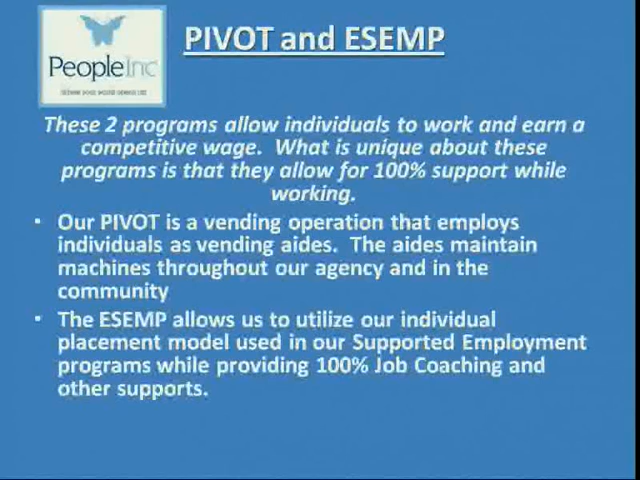 PeopleInc
PIVOT and ESEMP
These 2 programs allow individuals to work and earn a
competitive wage. What is unique about these
programs is that they allow for 100% support while
working.
• Our PIVOT is a vending operation that employs
individuals as vending aides. The aides maintain
machines throughout our agency and in the
community
• The ESEMP allows us to utilize our individual
placement model used in our Supported Employment
programs while providing 100% Job Coaching and
other supports.